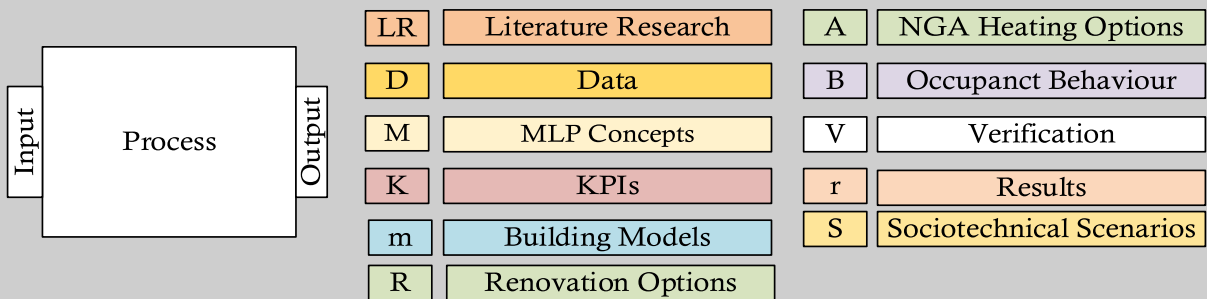 Input
Process
Output
LR Literature Research
D Data
M MLP Concepts
K KPIs
m Building Models
R Renovation Options
A NGA Heating Options
B Occupanct Behaviour
V Verification
r Results
S Sociotechnical Scenarios